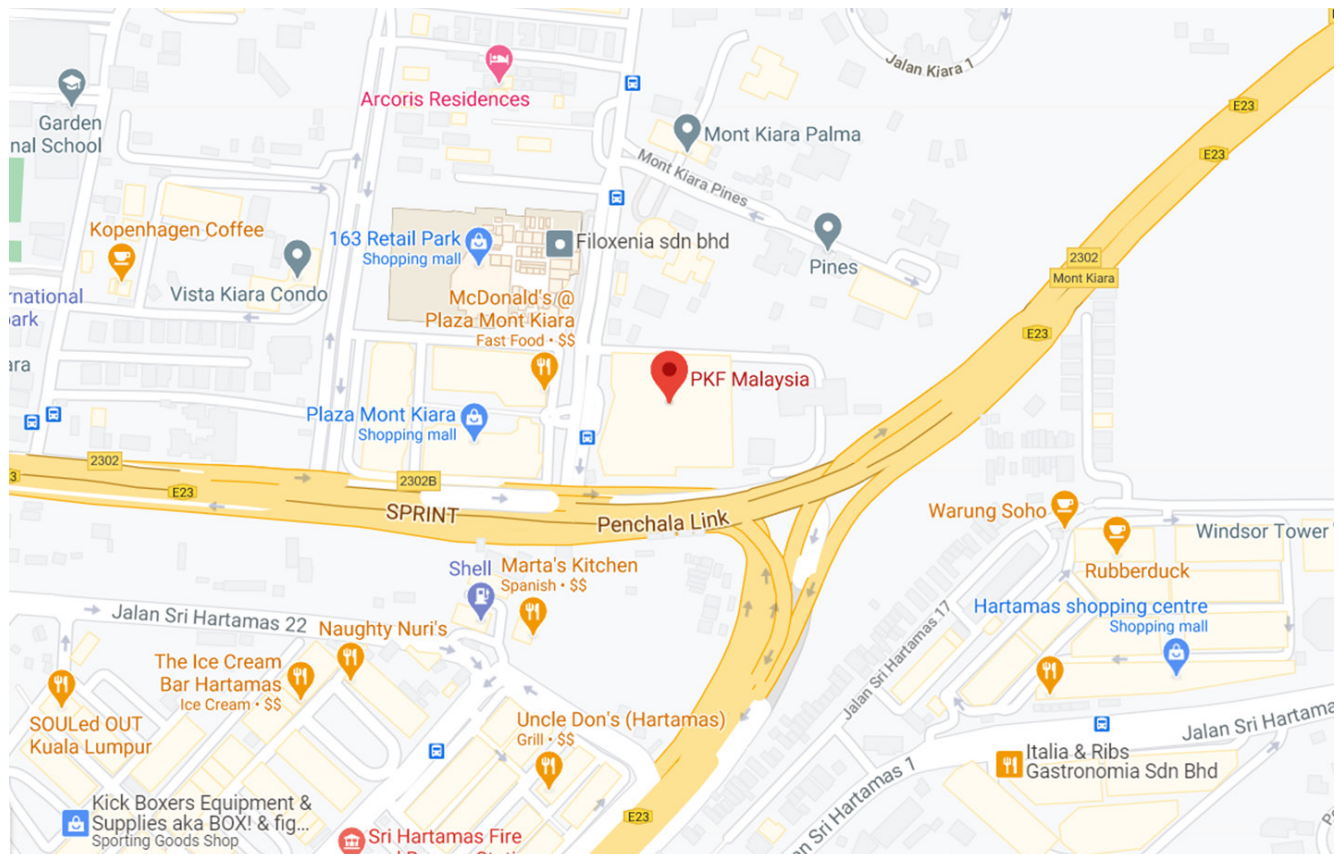 Jalan Kiara 1
E23
E23
Arcoris Residences
Garden
nal School
Mont Kiara Palma
Mont Kiara Pines
Kopenhagen Coffee
163 Retail Park
Shopping mall
Filoxenia sdn bhd
Pines
2302
Mont Kiara
Vista Kiara Condo
rnational
ark
McDonald's @
Plaza Mont Kiara
Fast Food • $$
E23
ara
PKF Malaysia
Plaza Mont Kiara
Shopping mall
2302
2302B
3
E23
SPRINT
Penchala Link
Warung Soho
Windsor Tower
Rubberduck
Shell
Marta's Kitchen
Spanish • $$
Jalan Sri Hartamas 22
Naughty Nuri's
Jalan Sri Hartamas 17
Hartamas shopping centre
Shopping mall
The Ice Cream
Bar Hartamas
Ice Cream • $$
SOULed OUT
Kuala Lumpur
Uncle Don's (Hartamas)
Grill • $$
Jalan Sri Hartama
Italia & Ribs
Gastronomia Sdn Bhd
an Sri Hartamas 1
Kick Boxers Equipment &
Supplies aka BOX! & fig...
Sporting Goods Shop
E23
Sri Hartamas Fire